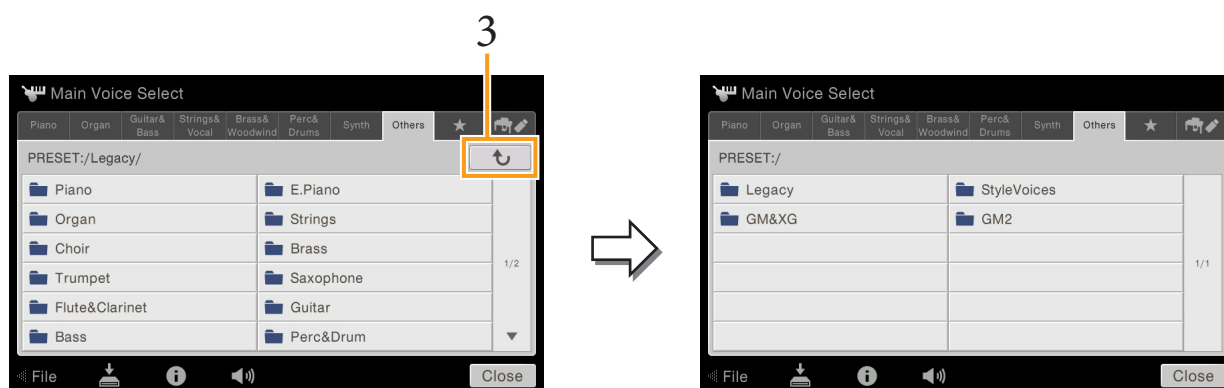 3
Main Voice Select
Piano Organ Guitar& Bass Strings& Vocal Brass& Woodwind Perc& Drums Synth Others
PRESET:/Legacy/
Piano E.Piano
Organ Strings
Choir Brass
Trumpet Saxophone
Flute&Clarinet Guitar
Bass Perc&Drum
1/2
File Close
Main Voice Select
Piano Organ Guitar& Bass Strings& Vocal Brass& Woodwind Perc& Drums Synth Others
PRESET:/
Legacy StyleVoices
GM&XG GM2
1/1
File Close